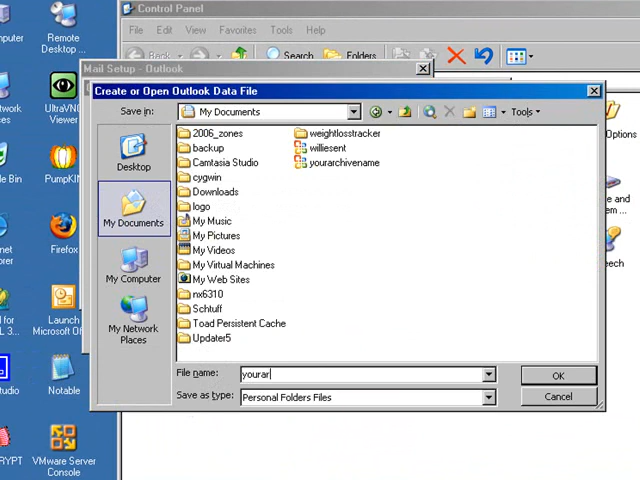 Control Panel
File Edit View Favorites Tools Help
Back Search Folders
Mail Setup - Outlook
Create or Open Outlook Data File
Save in: My Documents Tools
2006_zones
backup
Camtasia Studio
cygwin
Downloads
logo
My Music
My Pictures
My Videos
My Virtual Machines
My Web Sites
nx6310
Schtuff
Toad Persistent Cache
Updater5
weightlosstracker
williesent
yourarchivename
Desktop
My Documents
My Computer
My Network
Places
File name: yourar
Save as type: Personal Folders Files
OK
Cancel
Remote
Desktop ...
UltraVNC
Viewer
PumpKIN
Firefox
Launch
Microsoft
Notable
VMware Server
Console